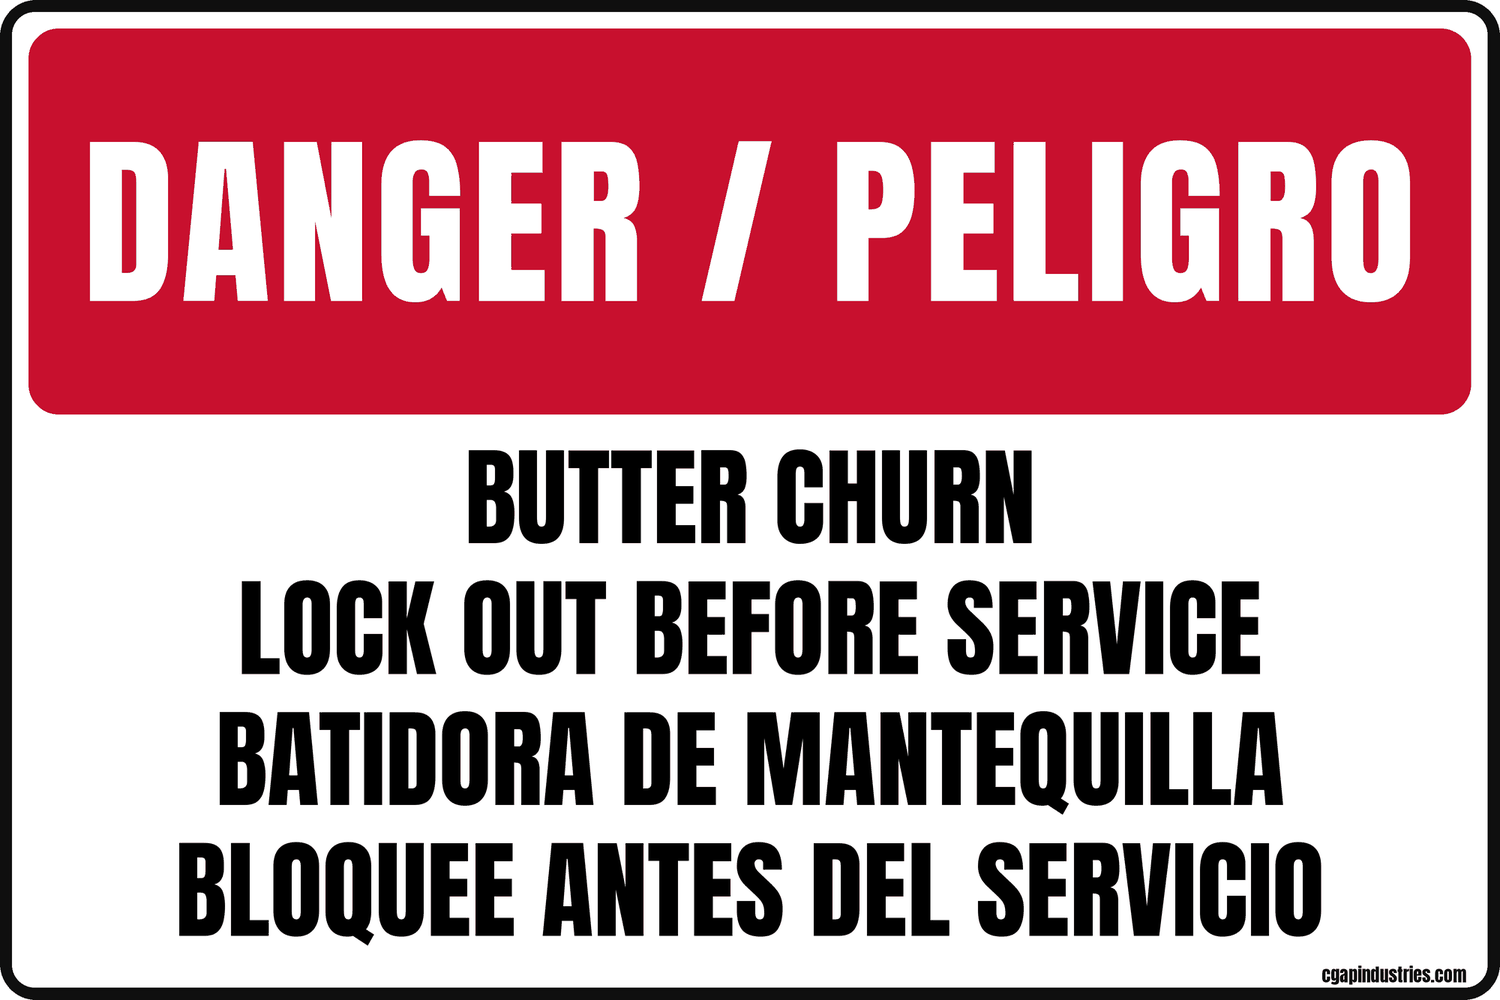 DANGER / PELIGRO
BUTTER CHURN
LOCK OUT BEFORE SERVICE
BATIDORA DE MANTEQUILLA
BLOQUEE ANTES DEL SERVICIO
cgapindustries.com